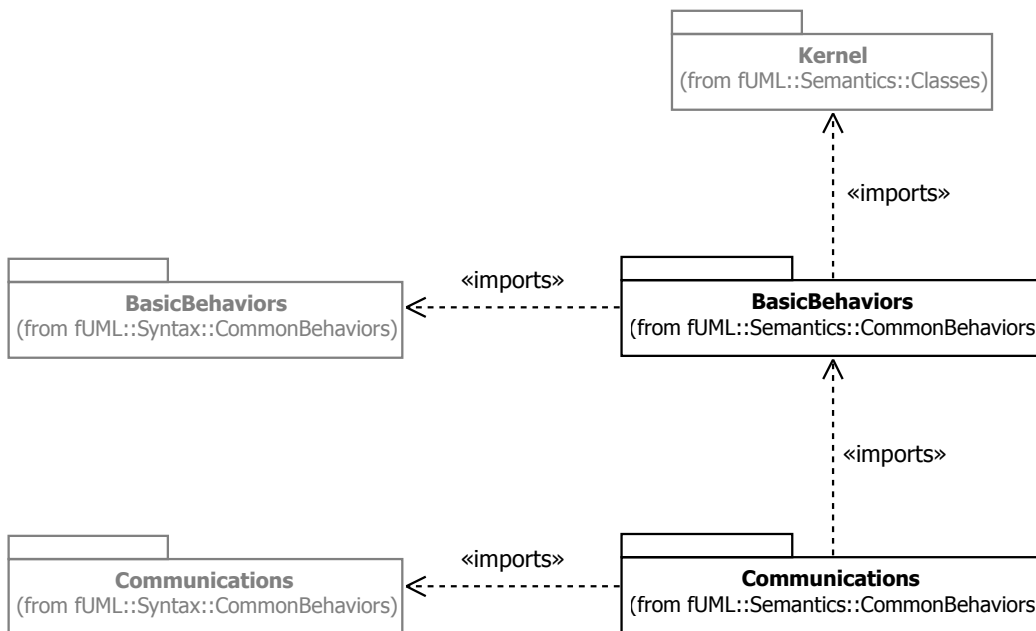 Kernel
(from fUML::Semantics::Classes)
«imports»
«imports»
BasicBehaviors
(from fUML::Syntax::CommonBehaviors)
BasicBehaviors
(from fUML::Semantics::CommonBehaviors
«imports»
«imports»
Communications
(from fUML::Syntax::CommonBehaviors)
Communications
(from fUML::Semantics::CommonBehaviors